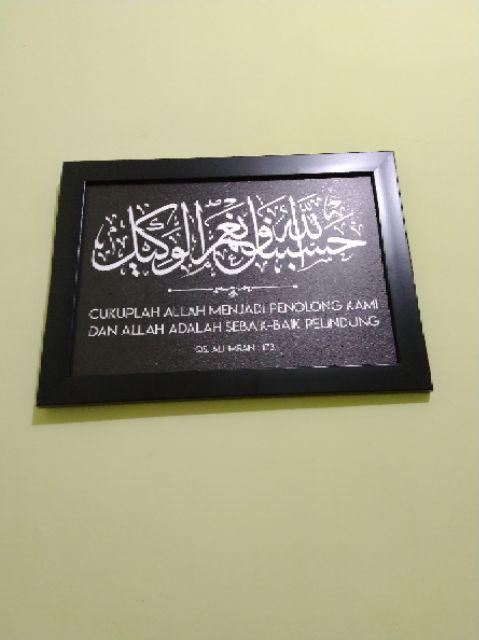 حسبنا الله ونعم الوكيل
CUKUPLAH ALLAH MENJADI PENOLONG KAMI
DAN ALLAH ADALAH SEBAIK-BAIK PELINDUNG
QS. ALI IMRAN : 173